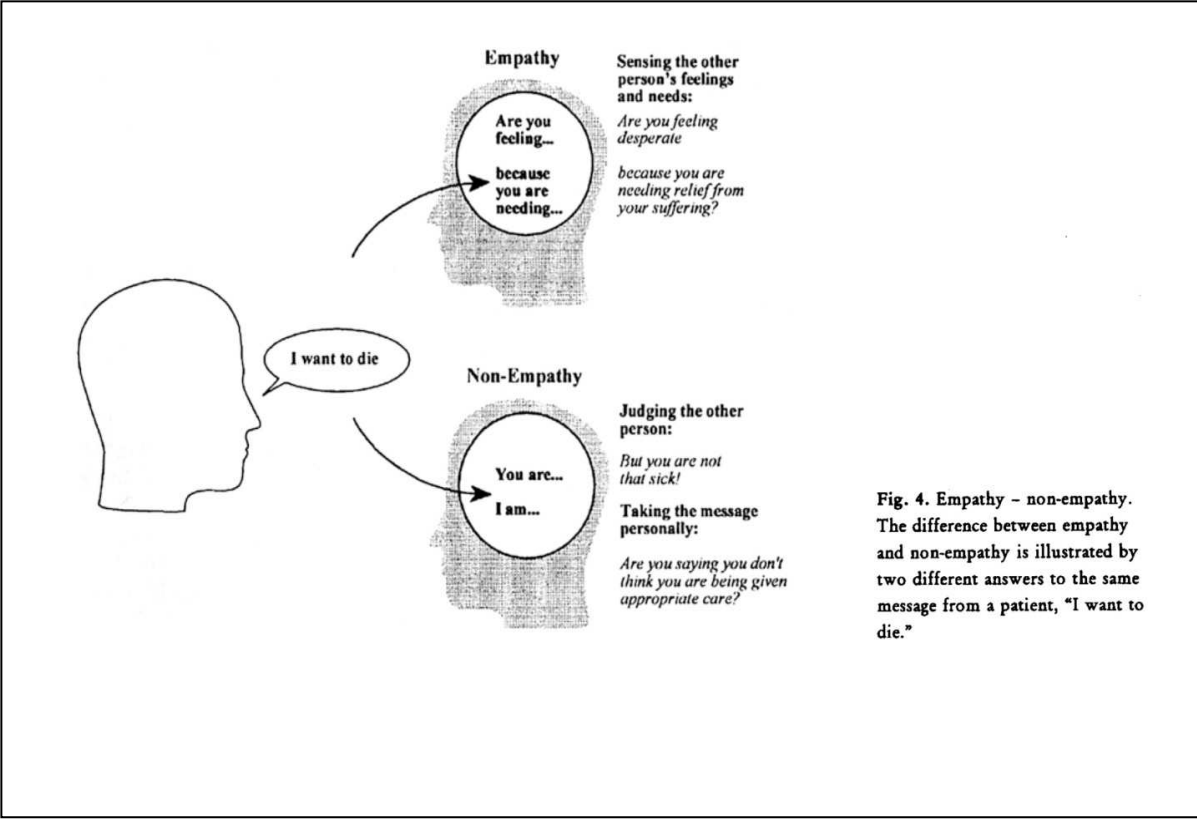 Empathy
Sensing the other
person's feelings
and needs:
Are you
feeling...
because
you are
needing...
Are you feeling
desperate
because you are
needing relief from
your suffering?
I want to die
Non-Empathy
You are...
I am...
Judging the other
person:
But you are not
that sick!
Taking the message
personally:
Are you saying you don't
think you are being given
appropriate care?
Fig. 4. Empathy – non-empathy.
The difference between empathy
and non-empathy is illustrated by
two different answers to the same
message from a patient, “I want to
die.”